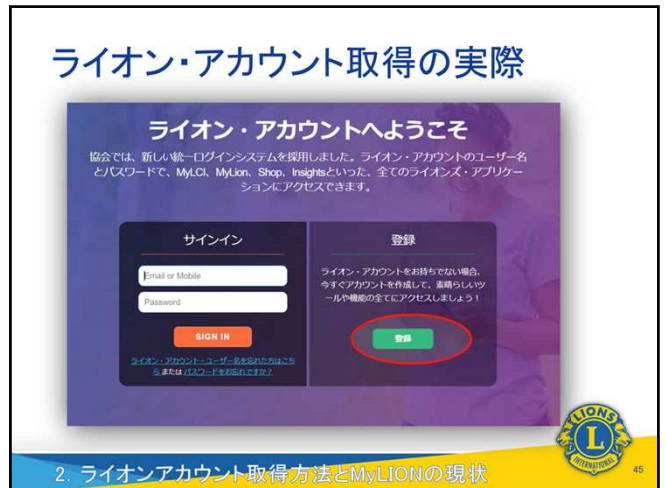 ライオン・アカウント取得の実際
ライオン・アカウントへようこそ
協会では、新しい統一ログインシステムを採用しました。ライオン・アカウントのユーザー名
とパスワードで、MyLCI、MyLion、Shop、Insightsといった、全てのライオンズ・アプリケー
ションにアクセスできます。
サインイン
Email or Mobile
Password
SIGN IN
ライオン・アカウント・ユーザー名を忘れた方はこち
ら または パスワードをお忘れですか？
登録
ライオン・アカウントをお持ちでない場合、
今すぐアカウントを作成して、素晴らしいツ
ールや機能の全てにアクセスしましょう！
登録
LIONS
L
INTERNATIONAL
2. ライオンアカウント取得方法とMyLIONの現状
45